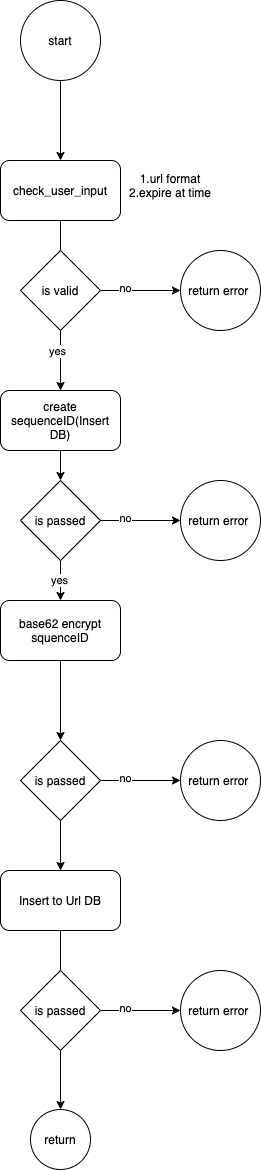 start
check_user_input
1.url format
2.expire at time
is valid
no
return error
yes
create
sequenceID(Insert
DB)
is passed
no
return error
yes
base62 encrypt
squenceID
is passed
no
return error
Insert to Url DB
is passed
no
return error
return